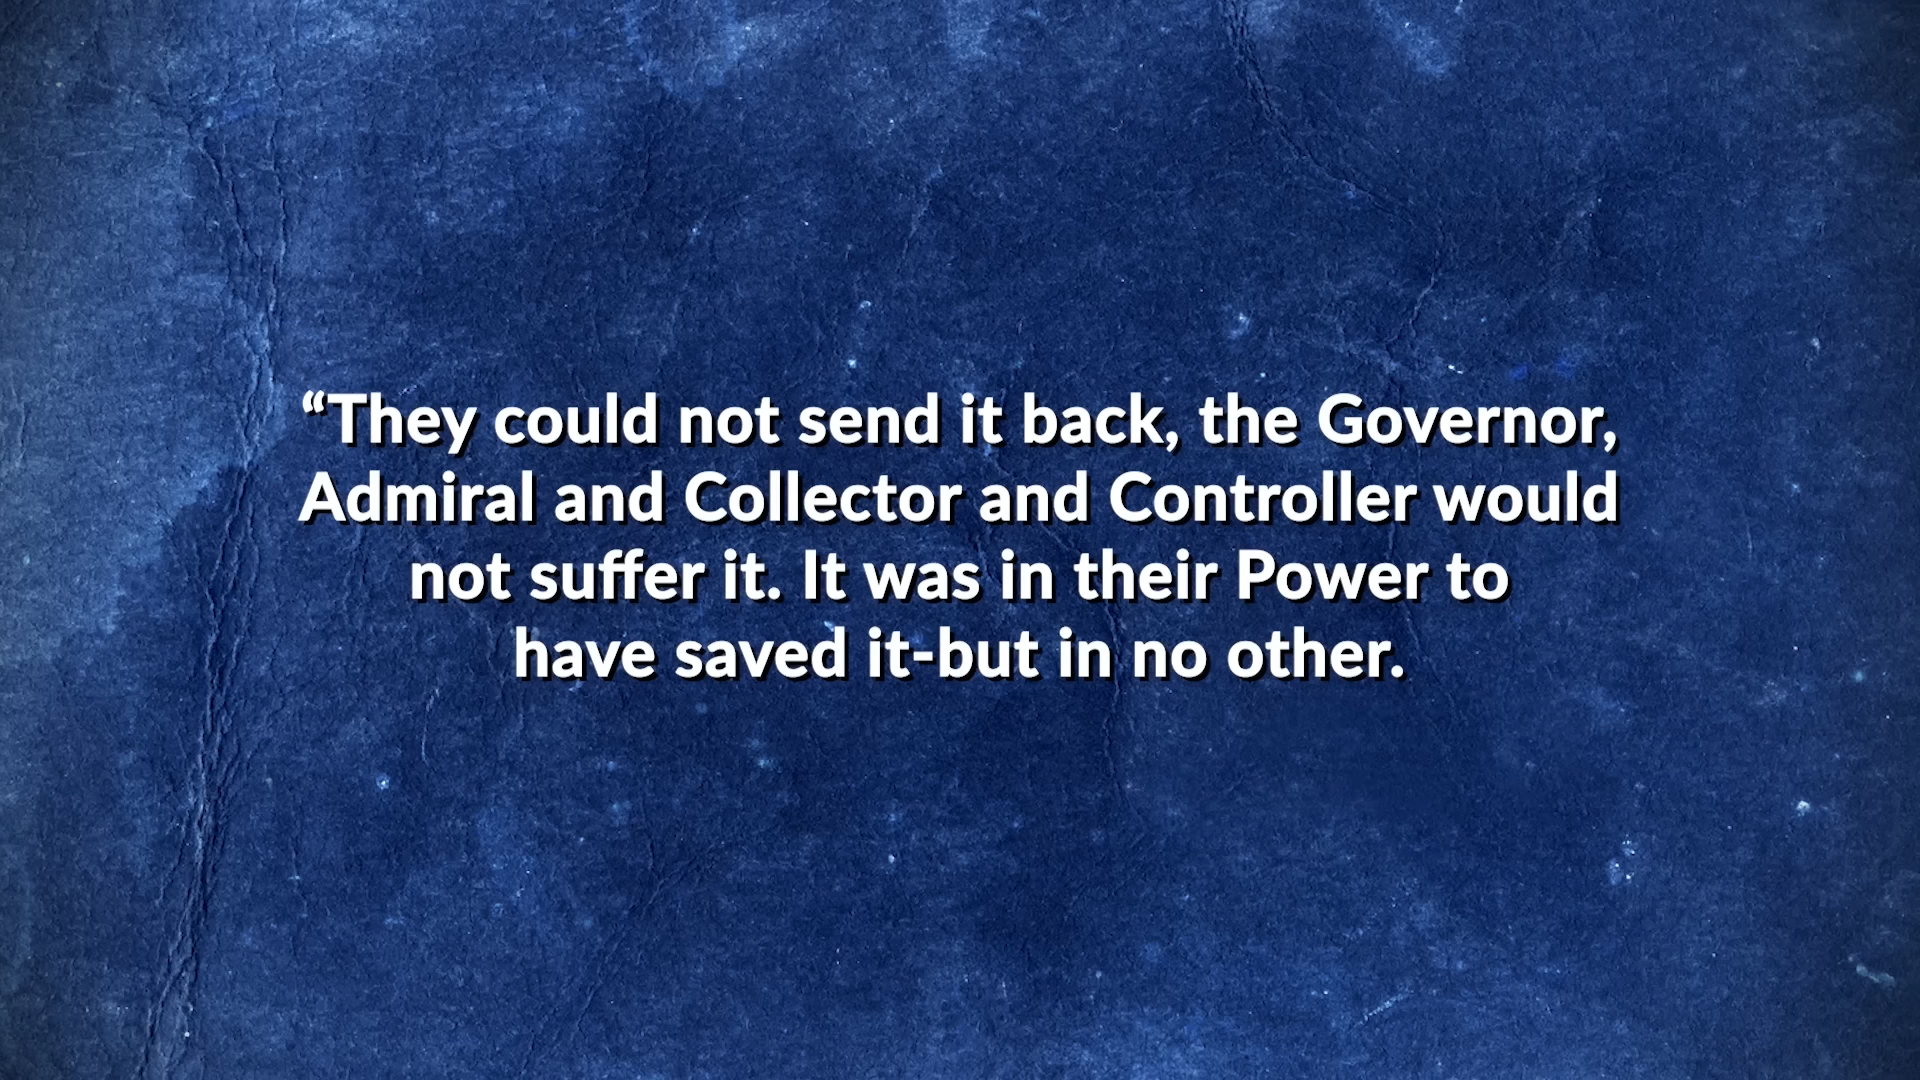 “They could not send it back, the Governor,
Admiral and Collector and Controller would
not suffer it. It was in their Power to
have saved it-but in no other.